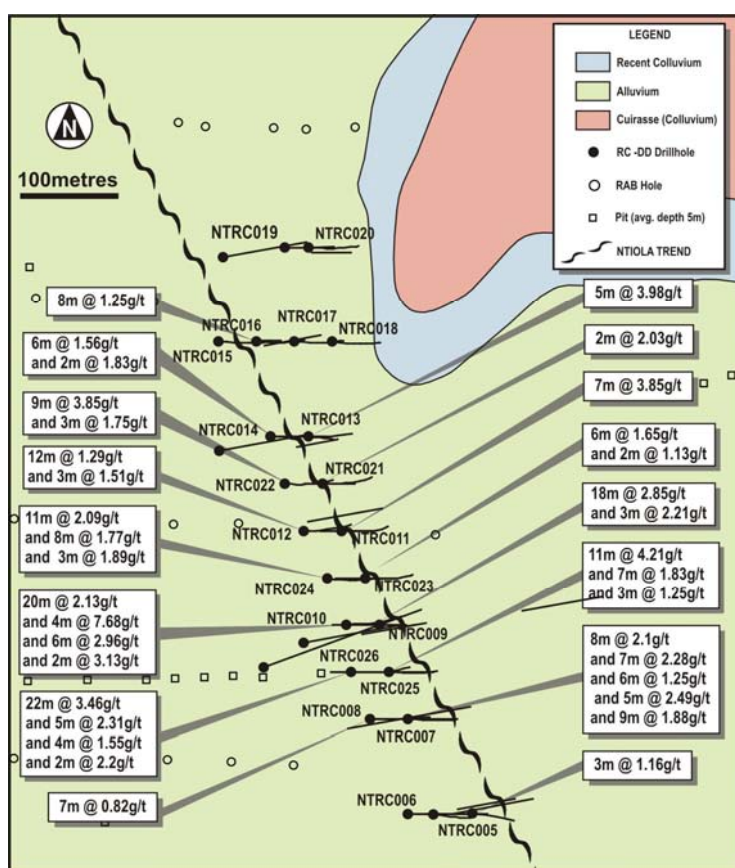 LEGEND
Recent Colluvium
Alluvium
Cuirasse (Colluvium)
RC -DD Drillhole
RAB Hole
Pit (avg. depth 5m)
NTIOLA TREND
N
100metres
NTRC019
NTRC020
8m @ 1.25g/t
NTRC017
NTRC016
NTRC018
NTRC015
6m @ 1.56g/t
and 2m @ 1.83g/t
NTRC013
NTRC014
9m @ 3.85g/t
and 3m @ 1.75g/t
NTRC021
NTRC022
12m @ 1.29g/t
and 3m @ 1.51g/t
NTRC012
NTRC011
11m @ 2.09g/t
and 8m @ 1.77g/t
and 3m @ 1.89g/t
NTRC024
NTRC023
20m @ 2.13g/t
and 4m @ 7.68g/t
and 6m @ 2.96g/t
and 2m @ 3.13g/t
NTRC010
NTRC009
NTRC026
NTRC025
22m @ 3.46g/t
and 5m @ 2.31g/t
and 4m @ 1.55g/t
and 2m @ 2.2g/t
NTRC008
NTRC007
7m @ 0.82g/t
NTRC006
NTRC005
5m @ 3.98g/t
2m @ 2.03g/t
7m @ 3.85g/t
6m @ 1.65g/t
and 2m @ 1.13g/t
18m @ 2.85g/t
and 3m @ 2.21g/t
11m @ 4.21g/t
and 7m @ 1.83g/t
and 3m @ 1.25g/t
8m @ 2.1g/t
and 7m @ 2.28g/t
and 6m @ 1.25g/t
and 5m @ 2.49g/t
and 9m @ 1.88g/t
3m @ 1.16g/t